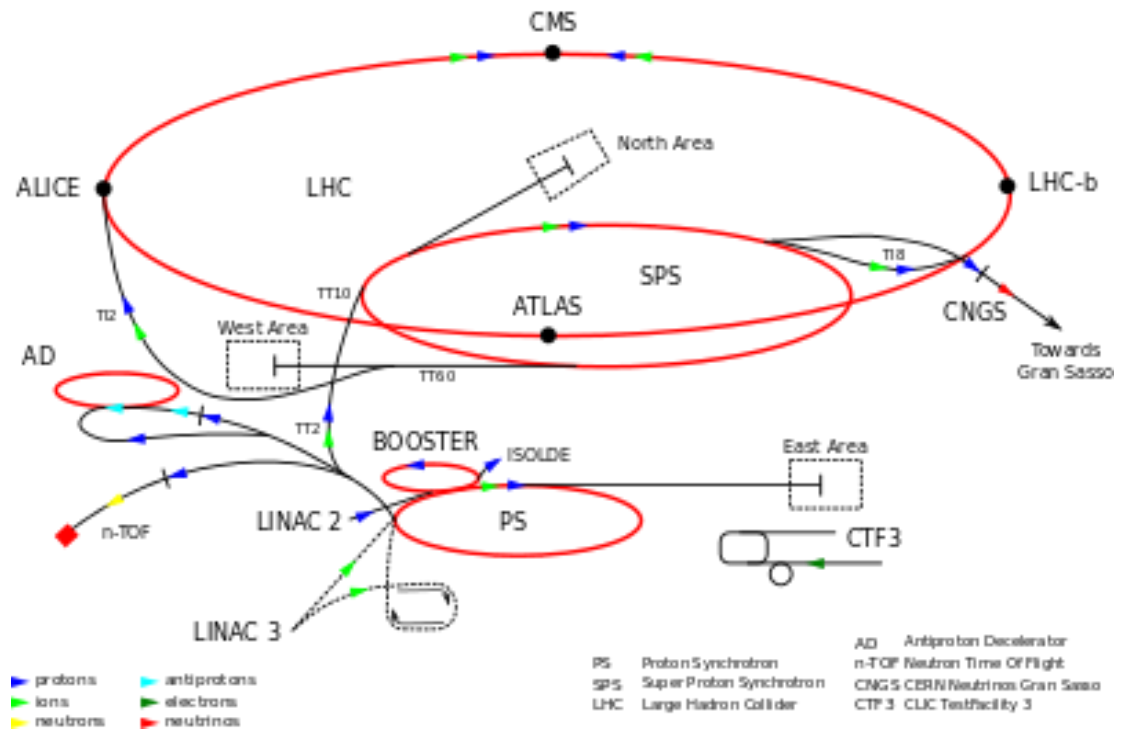 CMS
North Area
ALICE
LHC
LHC-b
TI8
SPS
TT10
ATLAS
CNGS
TI2
West Area
Towards
Gran Sasso
AD
TT60
TT2
BOOSTER
ISOLDE
East Area
LINAC 2
PS
n-TOF
CTF3
LINAC 3
protons
antiprotons
ions
electrons
neutrons
neutrinos
PS Proton Synchrotron
SPS Super Proton Synchrotron
LHC Large Hadron Collider
AD Antiproton Decelerator
n-TOF Neutron Time Of Flight
CNGS CERN Neutrinos Gran Sasso
CTF3 CLIC TestFacility 3